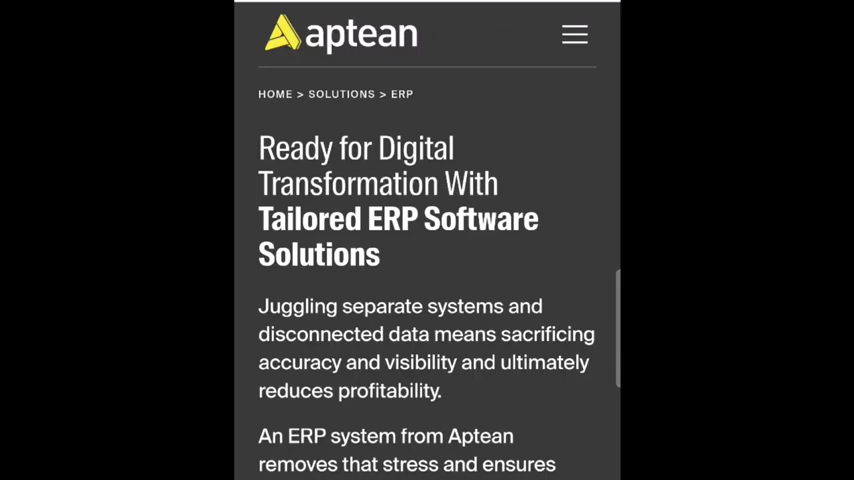 aptean
HOME > SOLUTIONS > ERP
Ready for Digital
Transformation With
Tailored ERP Software
Solutions
Juggling separate systems and
disconnected data means sacrificing
accuracy and visibility and ultimately
reduces profitability.
An ERP system from Aptean
removes that stress and ensures